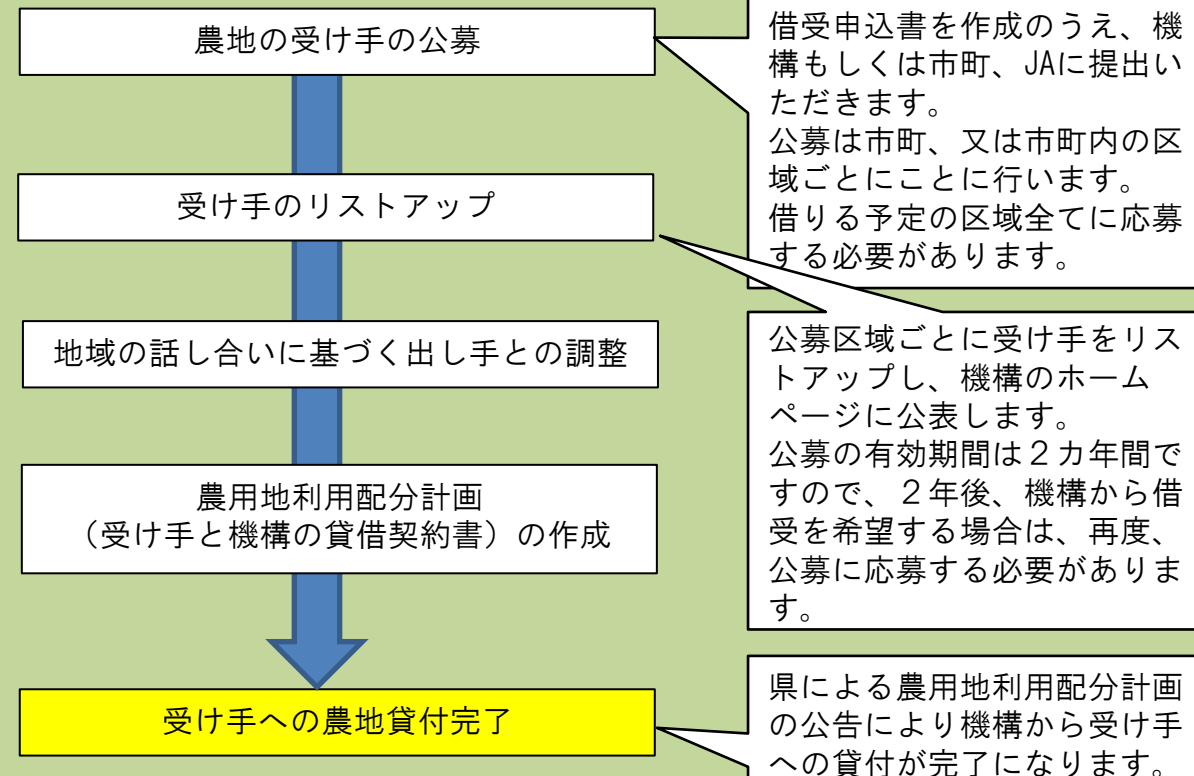 農地の受け手の公募
借受申込書を作成のうえ、機
構もしくは市町、JAに提出い
ただきます。
公募は市町、又は市町内の区
域ごとにことに行います。
借りる予定の区域全てに応募
する必要があります。
受け手のリストアップ
公募区域ごとに受け手をリス
トアップし、機構のホーム
ページに公表します。
公募の有効期間は２カ年間で
すので、２年後、機構から借
受を希望する場合は、再度、
公募に応募する必要がありま
す。
地域の話し合いに基づく出し手との調整
農用地利用配分計画
（受け手と機構の貸借契約書）の作成
受け手への農地貸付完了
県による農用地利用配分計画
の公告により機構から受け手
への貸付が完了になります。